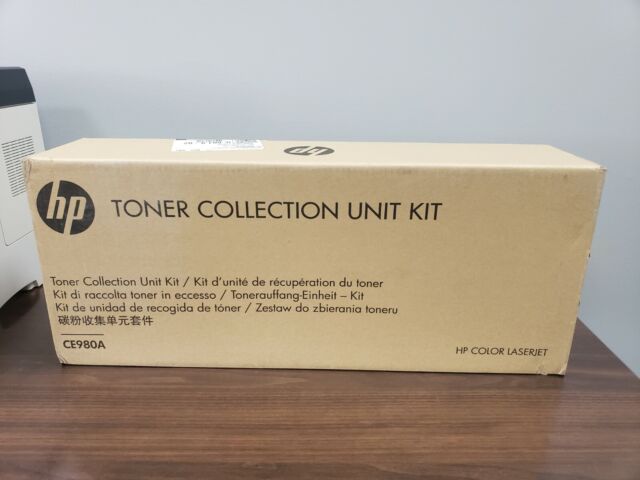 hp
hp
TONER COLLECTION UNIT KIT
Toner Collection Unit Kit / Kit d'unité de récupération du toner
Kit di raccolta toner in eccesso / Tonerauffang-Einheit – Kit
Kit de unidad de recogida de tóner / Zestaw do zbierania toneru
碳粉收集单元套件
CE980A
HP COLOR LASERJET